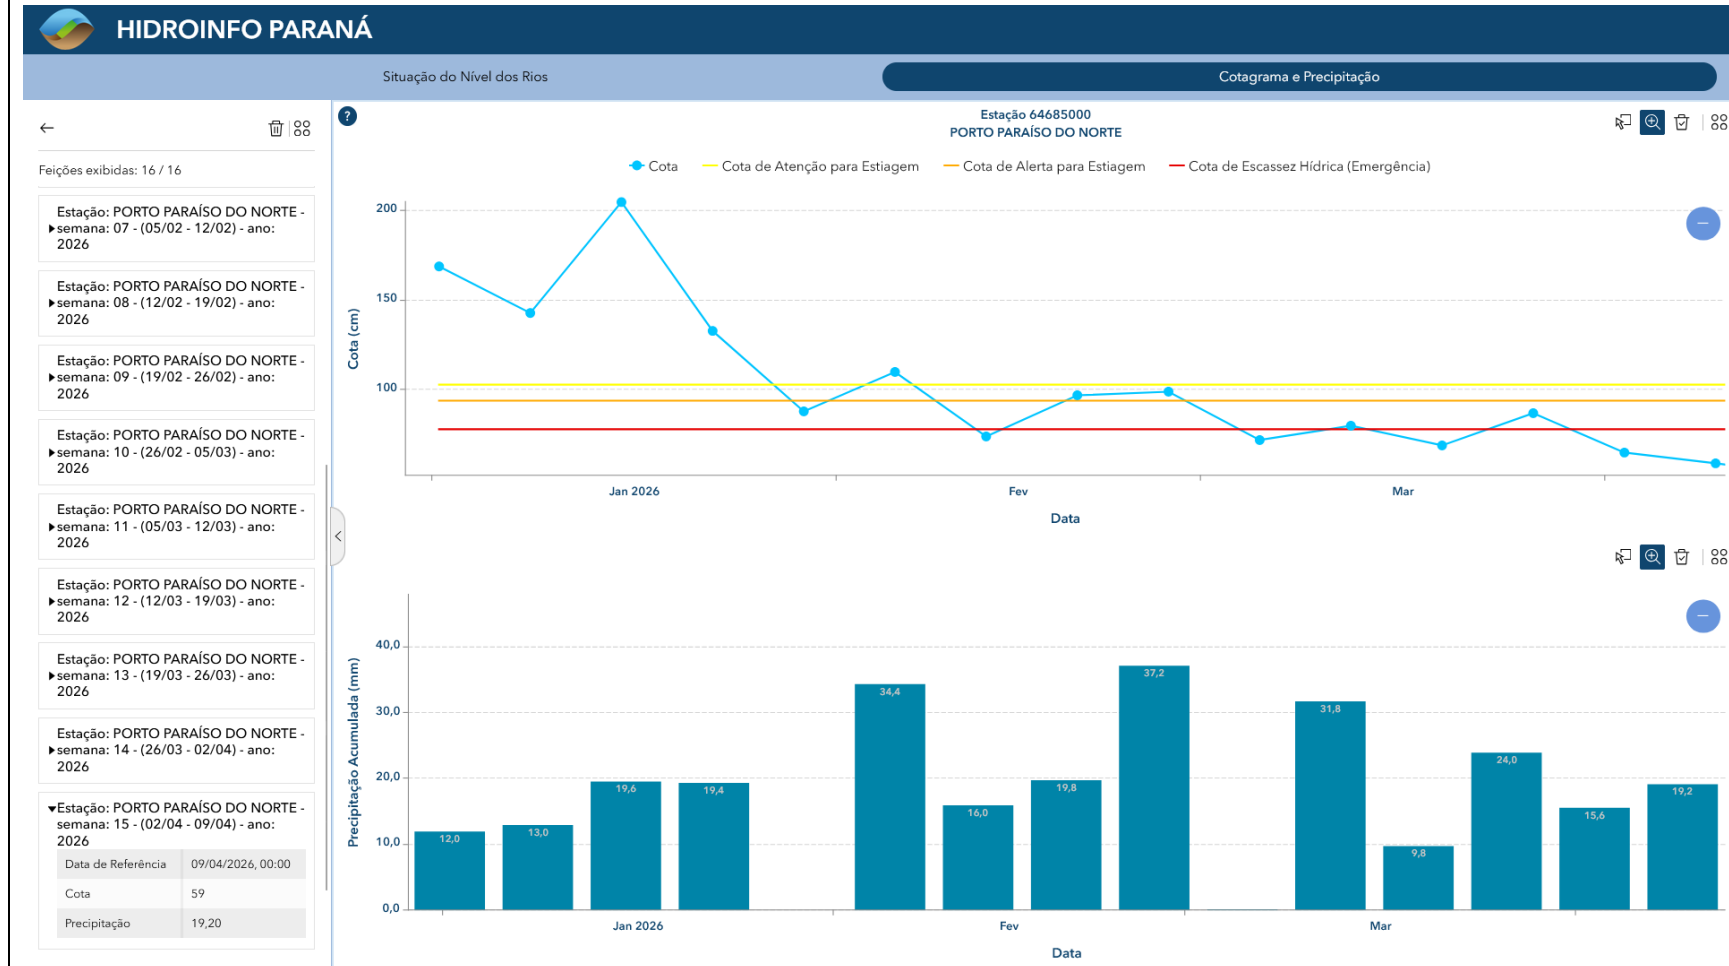 HIDROINFO PARANÁ
Situação do Nível dos Rios
Cotagrama e Precipitação
Feições exibidas: 16 / 16
Estação: PORTO PARAÍSO DO NORTE -
semana: 07 - (05/02 - 12/02) - ano:
2026
Estação: PORTO PARAÍSO DO NORTE -
semana: 08 - (12/02 - 19/02) - ano:
2026
Estação: PORTO PARAÍSO DO NORTE -
semana: 09 - (19/02 - 26/02) - ano:
2026
Estação: PORTO PARAÍSO DO NORTE -
semana: 10 - (26/02 - 05/03) - ano:
2026
Estação: PORTO PARAÍSO DO NORTE -
semana: 11 - (05/03 - 12/03) - ano:
2026
Estação: PORTO PARAÍSO DO NORTE -
semana: 12 - (12/03 - 19/03) - ano:
2026
Estação: PORTO PARAÍSO DO NORTE -
semana: 13 - (19/03 - 26/03) - ano:
2026
Estação: PORTO PARAÍSO DO NORTE -
semana: 14 - (26/03 - 02/04) - ano:
2026
Estação: PORTO PARAÍSO DO NORTE -
semana: 15 - (02/04 - 09/04) - ano:
2026
Data de Referência 09/04/2026, 00:00
Cota 59
Precipitação 19,20
?
Estação 64685000
PORTO PARAÍSO DO NORTE
Cota Cota de Atenção para Estiagem Cota de Alerta para Estiagem Cota de Escassez Hídrica (Emergência)
Cota (cm)
200
150
100
Jan 2026 Fev Mar
Data
Precipitação Acumulada (mm)
40,0
30,0
20,0
10,0
0,0
12,0 13,0 19,6 19,4 34,4 16,0 19,8 37,2 31,8 9,8 24,0 15,6 19,2
Jan 2026 Fev Mar
Data